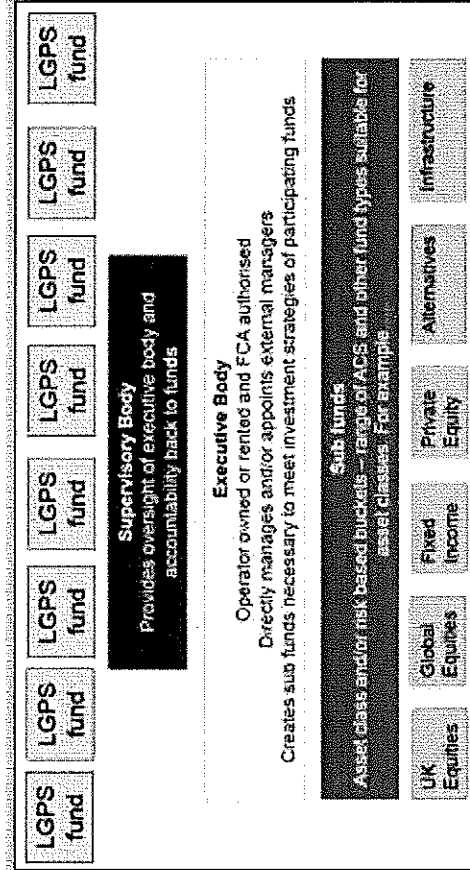 LGPS
fund
LGPS
fund
LGPS
fund
LGPS
fund
LGPS
fund
LGPS
fund
LGPS
fund
LGPS
fund
Supervisory Body
Provides oversight of executive body and
accountability back to funds
Executive Body
Operator owned or rented and FCA authorised
Directly manages and/or appoints external managers
Creates sub funds necessary to meet investment strategies of participating funds
Sub funds
Asset class and/or risk based buckets – range of ACS and other fund types suitable for
asset classes. For example
UK
Equities
Global
Equities
Fixed
Income
Private
Equity
Alternatives
Infrastructure